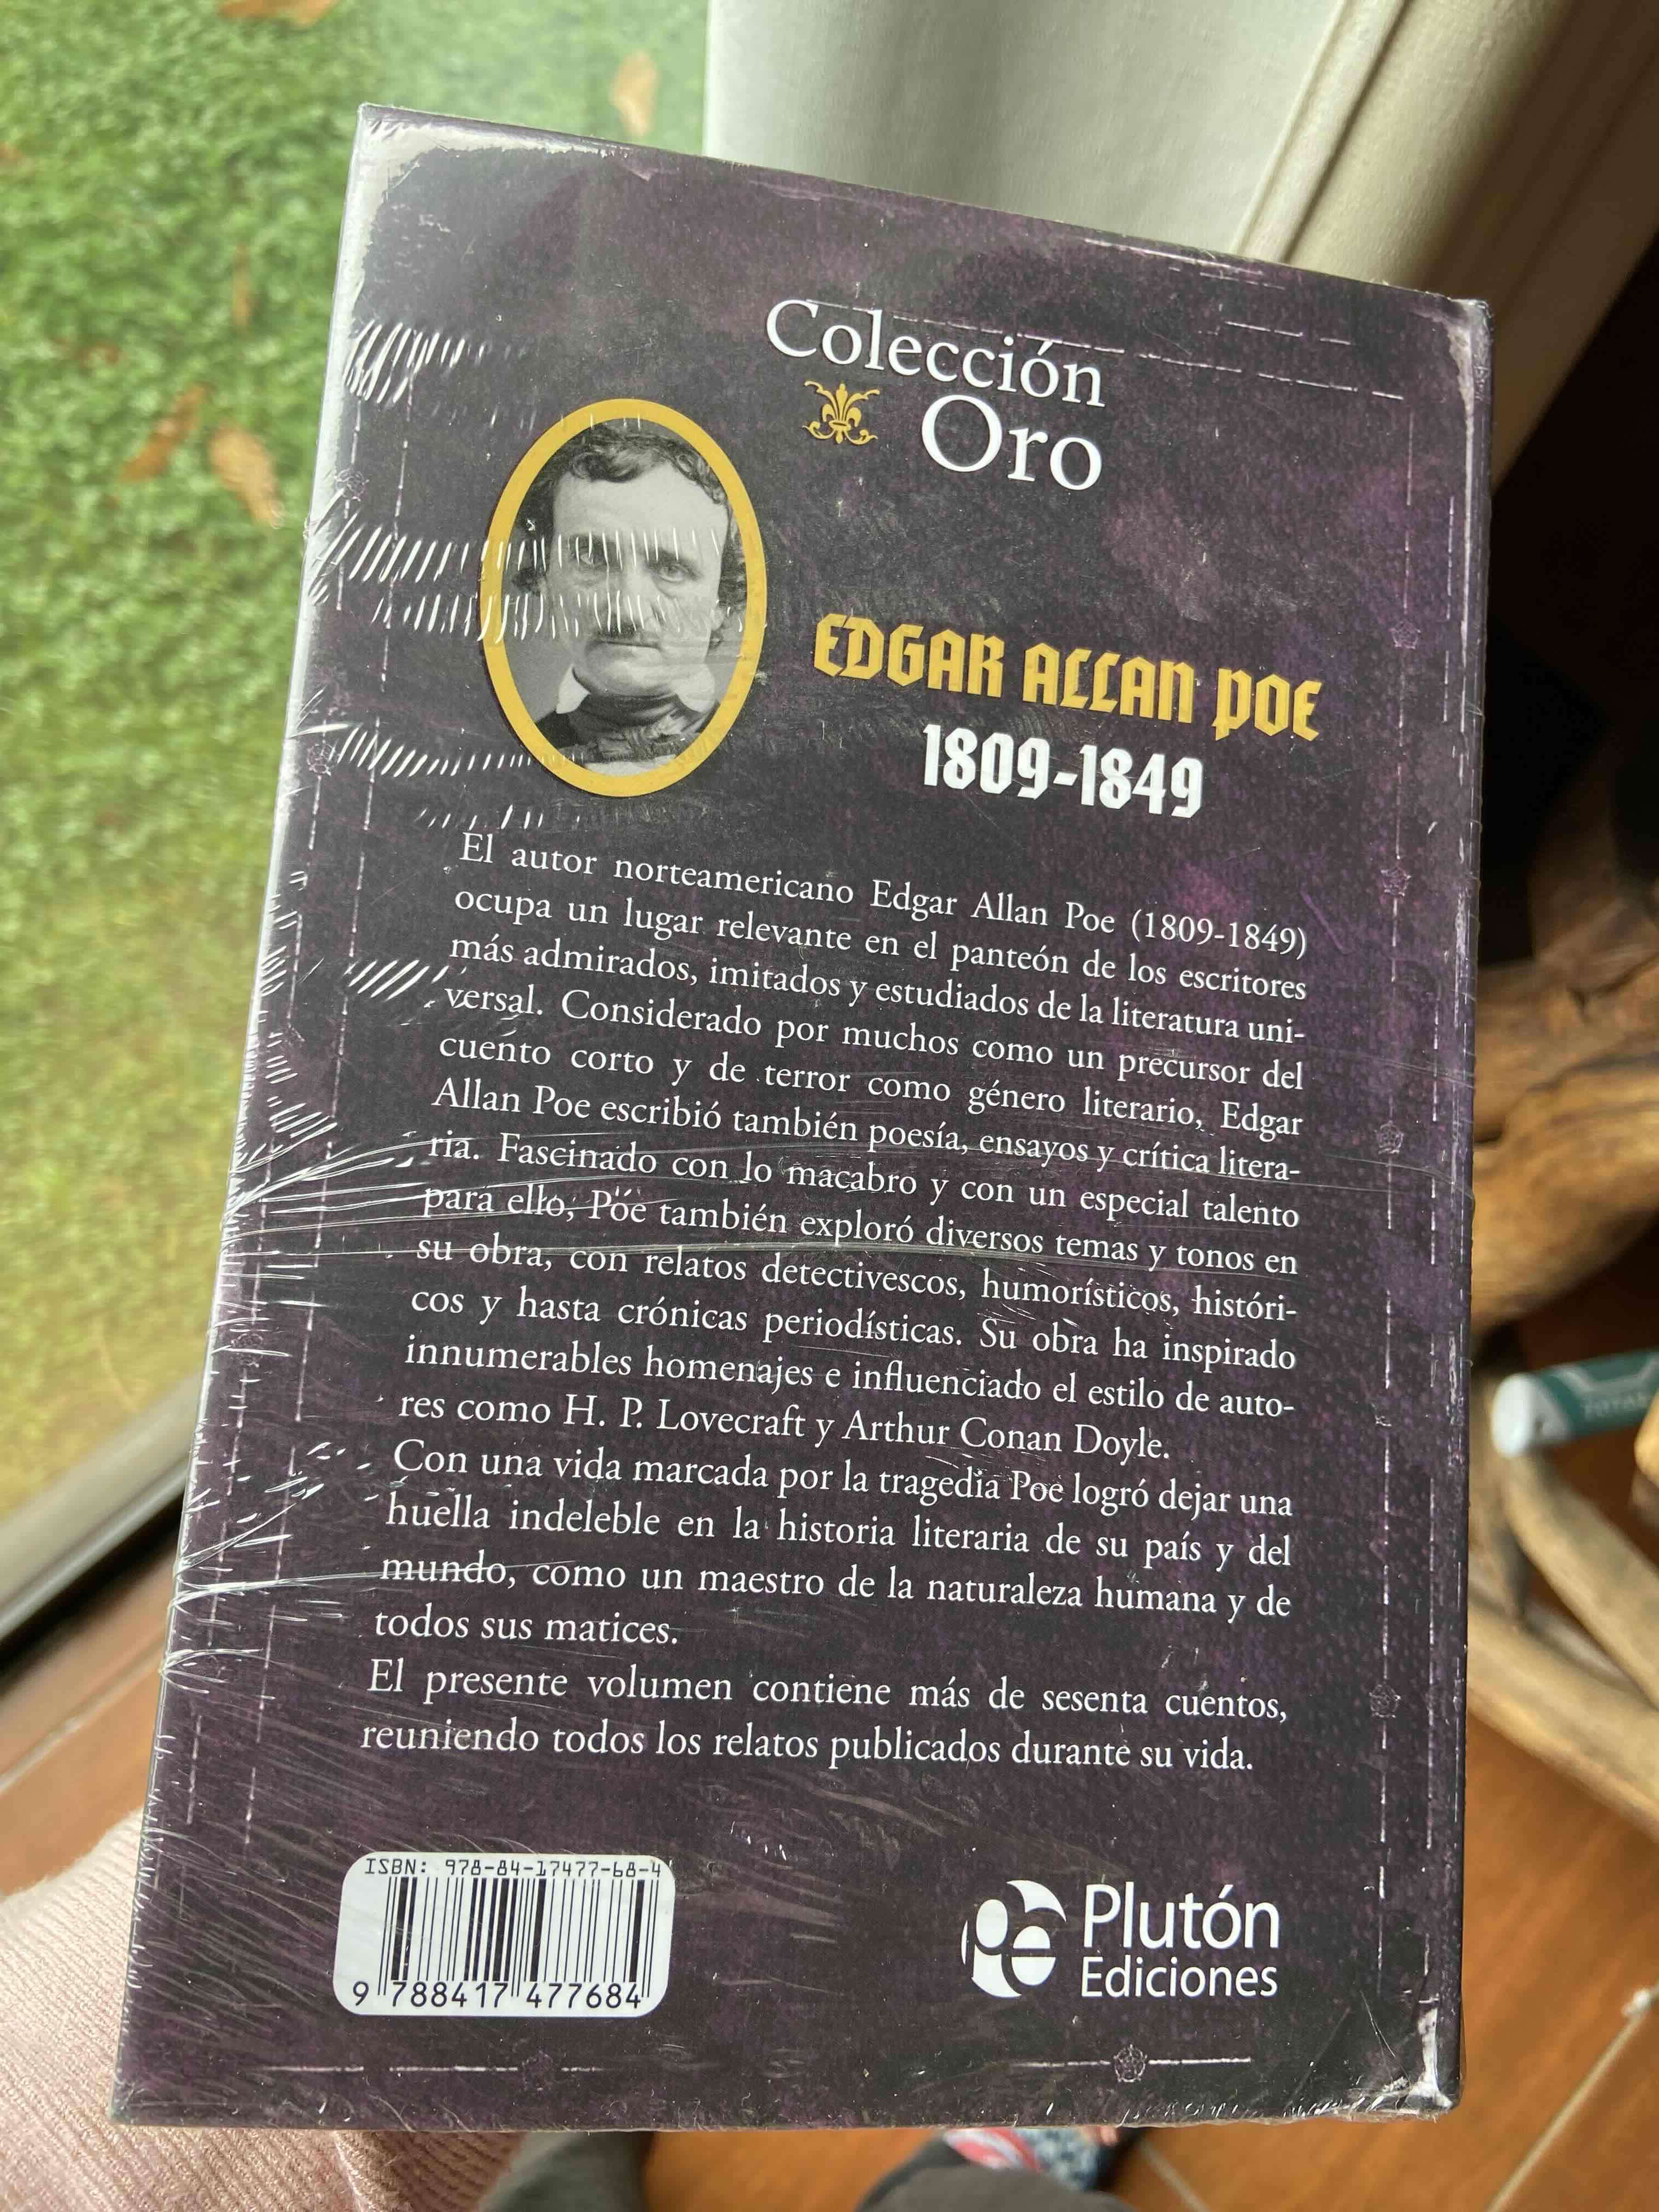 Colección
Oro
EDGAR ALLAN POE
1809-1849
El autor norteamericano Edgar Allan Poe (1809-1849)
ocupa un lugar relevante en el panteón de los escritores
más admirados, imitados y estudiados de la literatura uni-
versal. Considerado por muchos como un precursor del
cuento corto y de terror como género literario, Edgar
Allan Poe escribió también poesía, ensayos y crítica litera-
ria. Fascinado con lo macabro y con un especial talento
para ello, Poe también exploró diversos temas y tonos en
su obra, con relatos detectivescos, humorísticos, históri-
cos y hasta crónicas periodísticas. Su obra ha inspirado
innumerables homenajes e influenciado el estilo de auto-
res como H. P. Lovecraft y Arthur Conan Doyle.
Con una vida marcada por la tragedia Poe logró dejar una
huella indeleble en la historia literaria de su país y del
mundo, como un maestro de la naturaleza humana y de
todos sus matices.
El presente volumen contiene más de sesenta cuentos,
reuniendo todos los relatos publicados durante su vida.
ISBN: 978-84-17477-68-4
9 788417 477684
pe Plutón
Ediciones